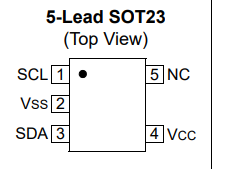 5-Lead SOT23
(Top View)
SCL 1 5 NC
Vss 2
SDA 3 4 Vcc